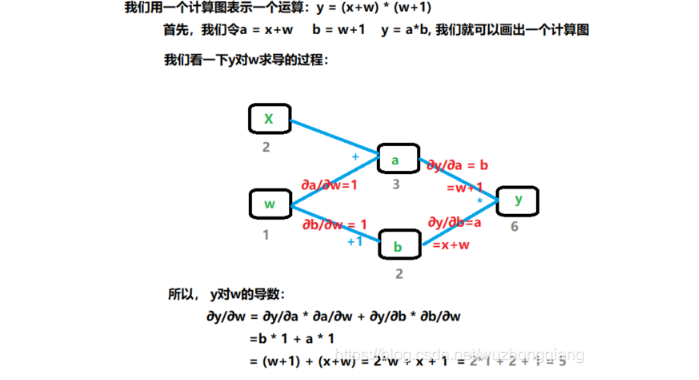 我们用一个计算图表示一个运算：y = (x+w) * (w+1)
首先，我们令a = x+w b = w+1 y = a*b, 我们就可以画出一个计算图
我们看一下y对w求导的过程：
X
2
+
a
3
∂y/∂a = b
=w+1
∂a/∂w=1
w
1
∂b/∂w = 1
+1
b
2
*
y
6
∂y/∂b=a
=x+w
所以， y对w的导数：
∂y/∂w = ∂y/∂a * ∂a/∂w + ∂y/∂b * ∂b/∂w
=b * 1 + a * 1
= (w+1) + (x+w) = 2*w + x + 1 = 2*1 + 2 + 1 = 5
https://blog.csdn.net/wuzhongqiang